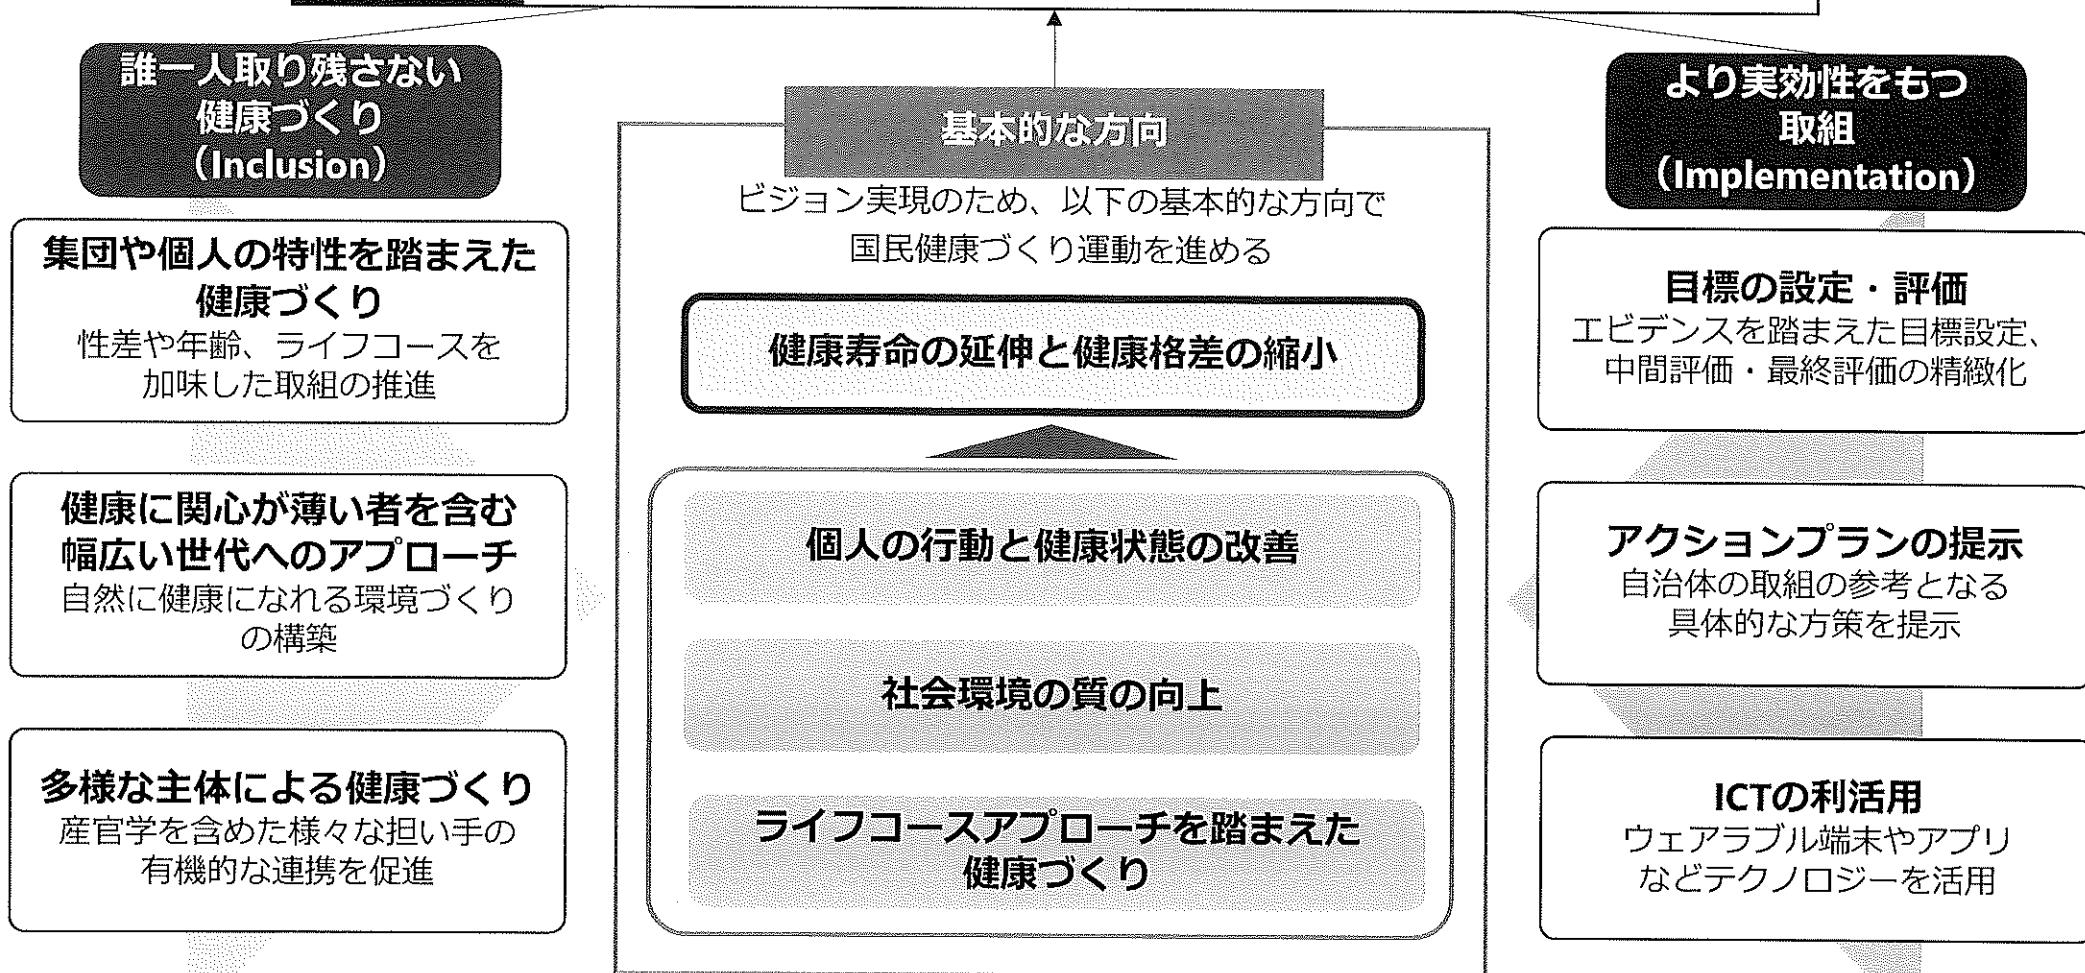 誰一人取り残さない
健康づくり
（Inclusion）
集団や個人の特性を踏まえた
健康づくり
性差や年齢、ライフコースを
加味した取組の推進
健康に関心が薄い者を含む
幅広い世代へのアプローチ
自然に健康になれる環境づくり
の構築
多様な主体による健康づくり
産官学を含めた様々な担い手の
有機的な連携を促進
基本的な方向
ビジョン実現のため、以下の基本的な方向で
国民健康づくり運動を進める
健康寿命の延伸と健康格差の縮小
個人の行動と健康状態の改善
社会環境の質の向上
ライフコースアプローチを踏まえた
健康づくり
より実効性をもつ
取組
（Implementation）
目標の設定・評価
エビデンスを踏まえた目標設定、
中間評価・最終評価の精緻化
アクションプランの提示
自治体の取組の参考となる
具体的な方策を提示
ICTの利活用
ウェアラブル端末やアプリ
などテクノロジーを活用